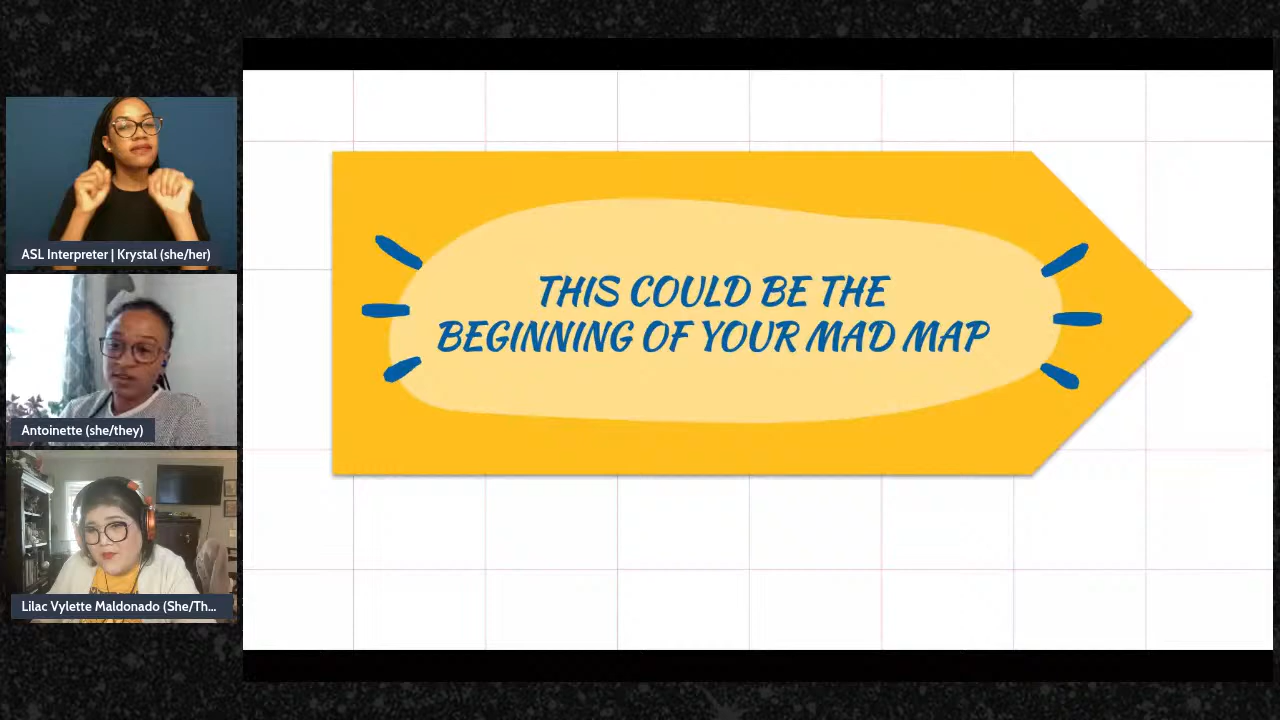 ASL Interpreter | Krystal (she/her)
Antoinette (she/they)
Lilac Vylette Maldonado (She/Th...
THIS COULD BE THE
BEGINNING OF YOUR MAD MAP